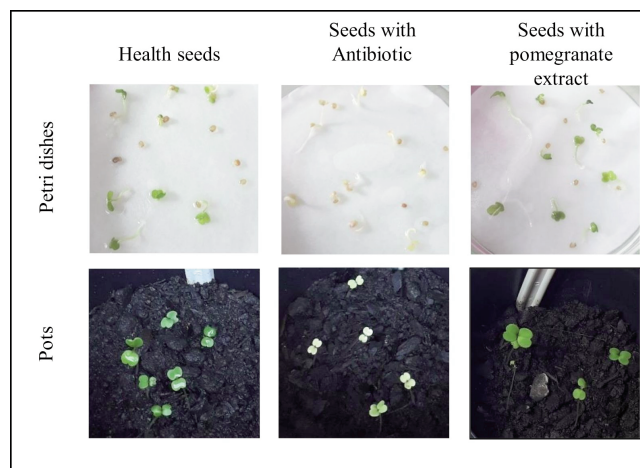 Health seeds
Seeds with
Antibiotic
Seeds with
pomegranate
extract
Petri dishes
Pots